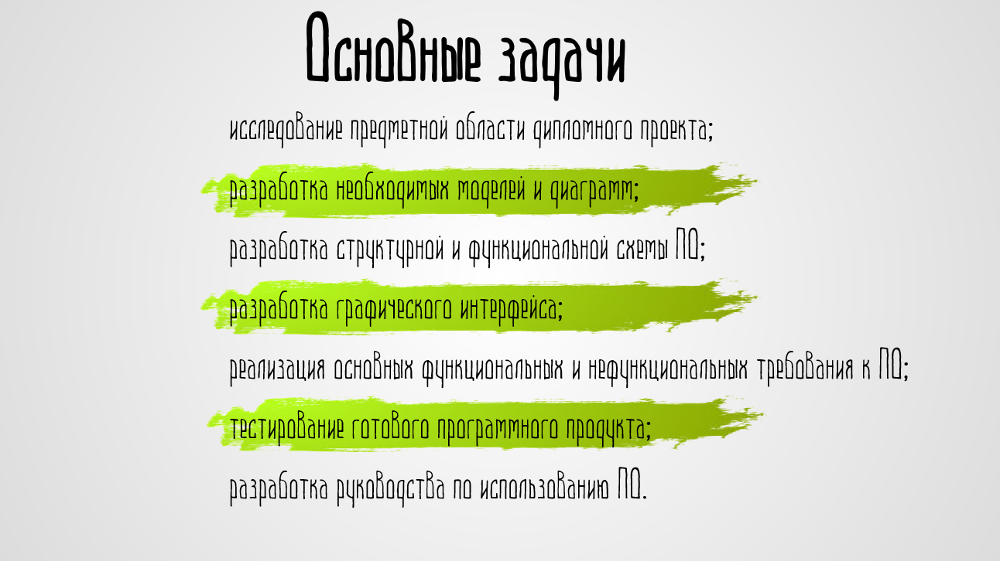 Основные задачи
исследование предметной области дипломного проекта;
разработка необходимых моделей и диаграмм;
разработка структурной и функциональной схемы ПО;
разработка графического интерфейса;
реализация основных функциональных и нефункциональных требования к ПО;
тестирование готового программного продукта;
разработка руководства по использованию ПО.